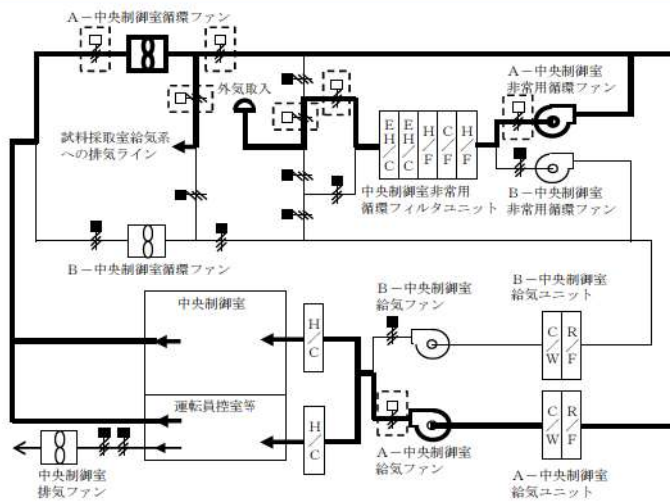 A－中央制御室循環ファン
外気取入
A－中央制御室
非常用循環ファン
試料採取室給気系
への排気ライン
E
H
/
C
E
H
/
C
H
/
F
C
/
F
H
/
F
中央制御室非常用
循環フィルタユニット
B－中央制御室
非常用循環ファン
B－中央制御室循環ファン
中央制御室
H
/
C
B－中央制御室
給気ファン
B－中央制御室
給気ユニット
C
/
W
R
/
F
運転員控室等
H
/
C
C
/
W
R
/
F
中央制御室
排気ファン
A－中央制御室
給気ファン
A－中央制御室
給気ユニット